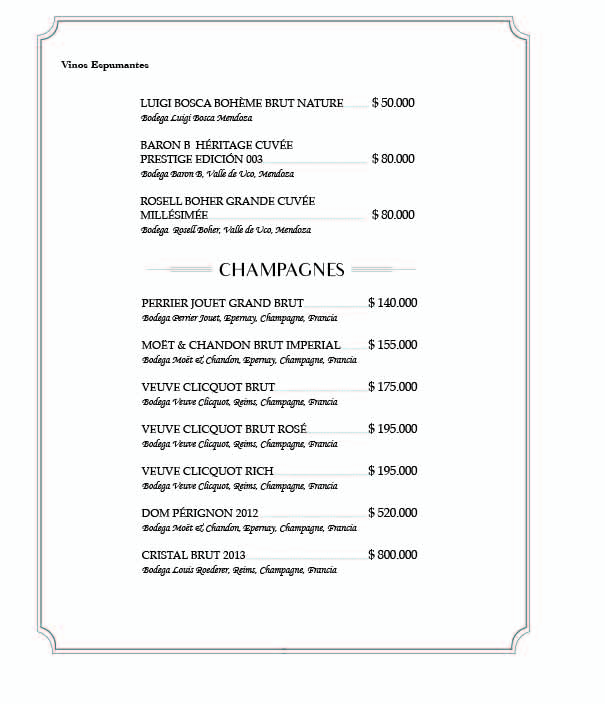 Vinos Espumantes
LUIGI BOSCA BOHÈME BRUT NATURE $ 50.000
Bodega Luigi Bosca Mendoza
BARON B HÉRITAGE CUVÉE
PRESTIGE EDICIÓN 003 $ 80.000
Bodega Baron B, Valle de Uco, Mendoza
ROSELL BOHER GRANDE CUVÉE
MILLÉSIMÉE $ 80.000
Bodega Rosell Boher, Valle de Uco, Mendoza
CHAMPAGNES
PERRIER JOUET GRAND BRUT $ 140.000
Bodega Perrier Jouet, Epernay, Champagne, Francia
MOËT & CHANDON BRUT IMPERIAL $ 155.000
Bodega Moët & Chandon, Epernay, Champagne, Francia
VEUVE CLICQUOT BRUT $ 175.000
Bodega Veuve Clicquot, Reims, Champagne, Francia
VEUVE CLICQUOT BRUT ROSÉ $ 195.000
Bodega Veuve Clicquot, Reims, Champagne, Francia
VEUVE CLICQUOT RICH $ 195.000
Bodega Veuve Clicquot, Reims, Champagne, Francia
DOM PÉRIGNON 2012 $ 520.000
Bodega Moët & Chandon, Epernay, Champagne, Francia
CRISTAL BRUT 2013 $ 800.000
Bodega Louis Roederer, Reims, Champagne, Francia